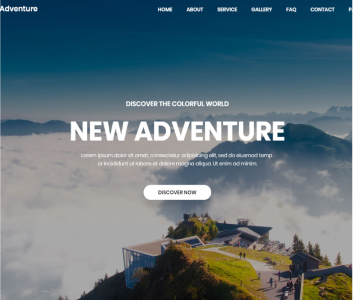 Adventure
HOME ABOUT SERVICE GALLERY FAQ CONTACT
DISCOVER THE COLORFUL WORLD
NEW ADVENTURE
Lorem ipsum dolor sit amet, consectetur adipiscing elit, sed do eiusmod temp
or incididunt ut labore et dolore magna aliqua. Ut enim ad minim.
DISCOVER NOW